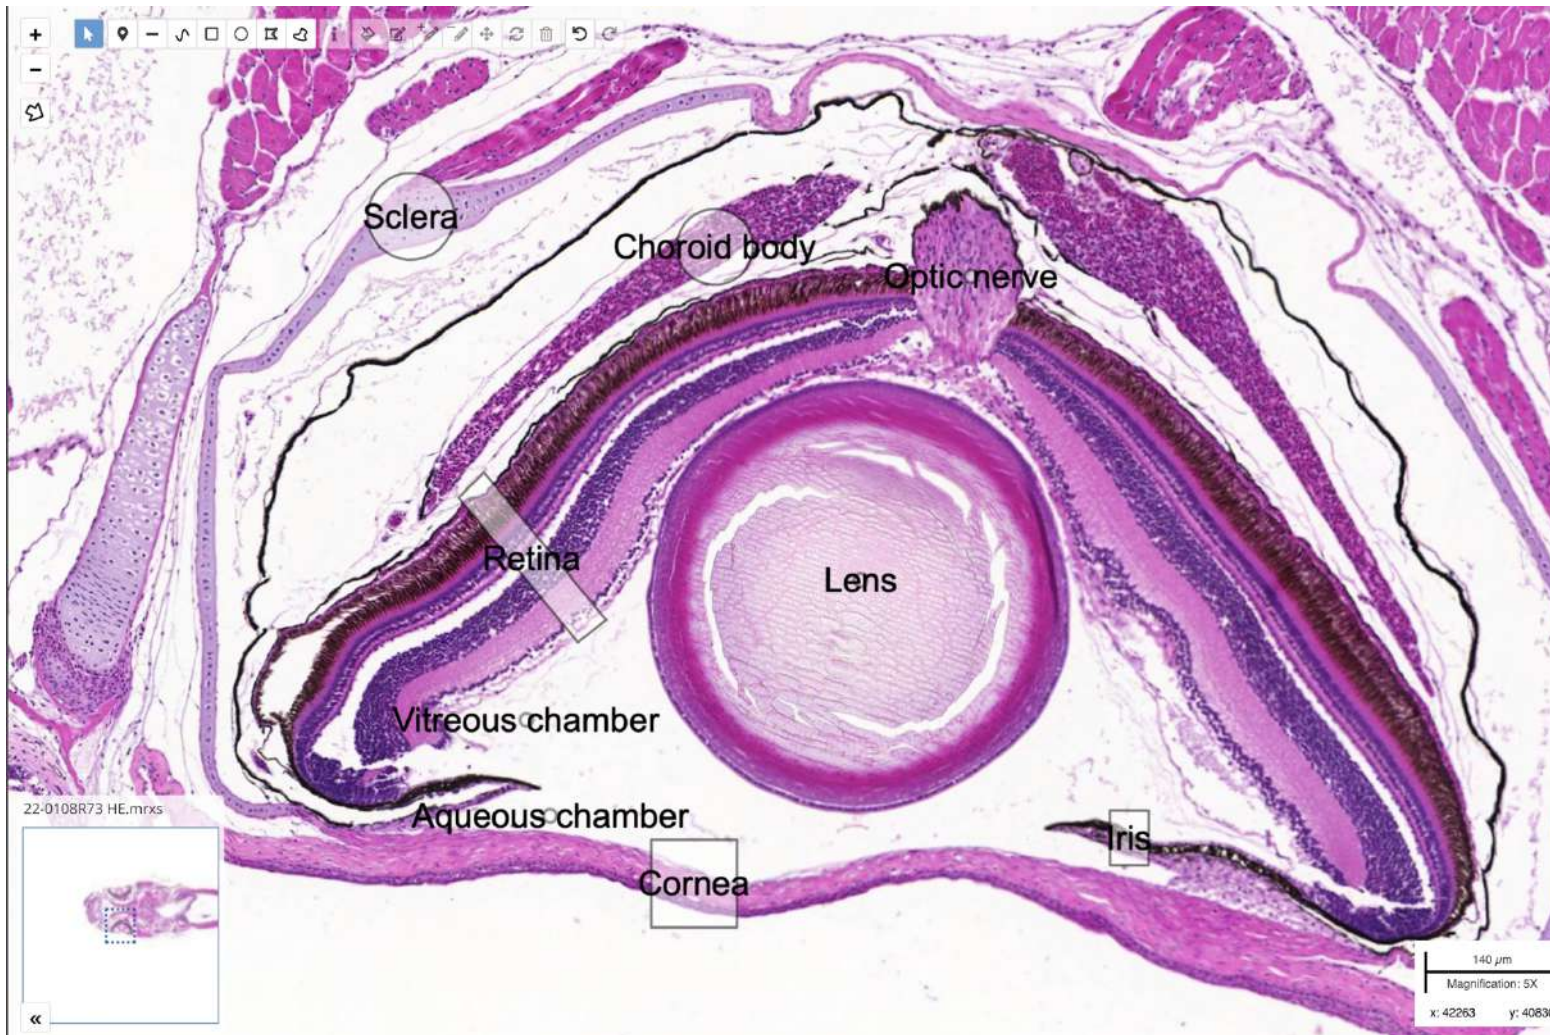 +
−
i
Sclera
Choroid body
Optic nerve
Retina
Lens
Vitreous chamber
22-0108R73 HE.mrxs
Aqueous chamber
Iris
Cornea
140 µm
Magnification: 5X
x: 42263 y: 40830
«